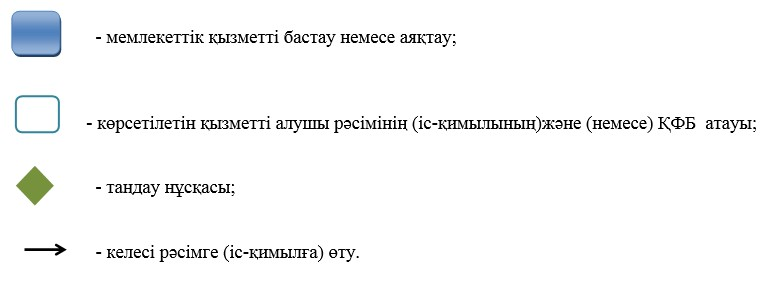 - мемлекеттік қызметті бастау немесе аяқтау;
- көрсетілетін қызметті алушы рәсімінің (іс-қимылының)және (немесе) ҚФБ атауы;
- таңдау нұсқасы;
- келесі рәсімге (іс-қимылға) өту.